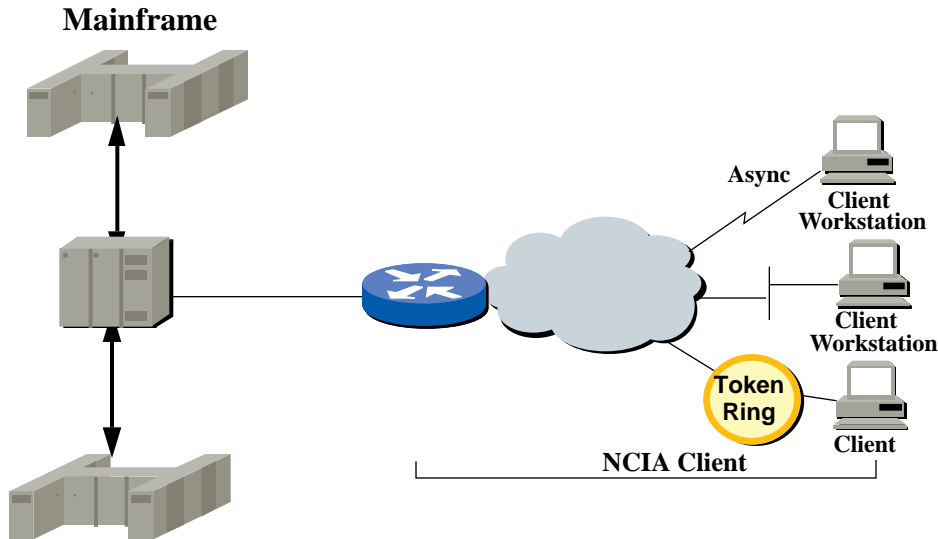 Mainframe
Async
Client
Workstation
Client
Workstation
Token
Ring
Client
NCIA Client